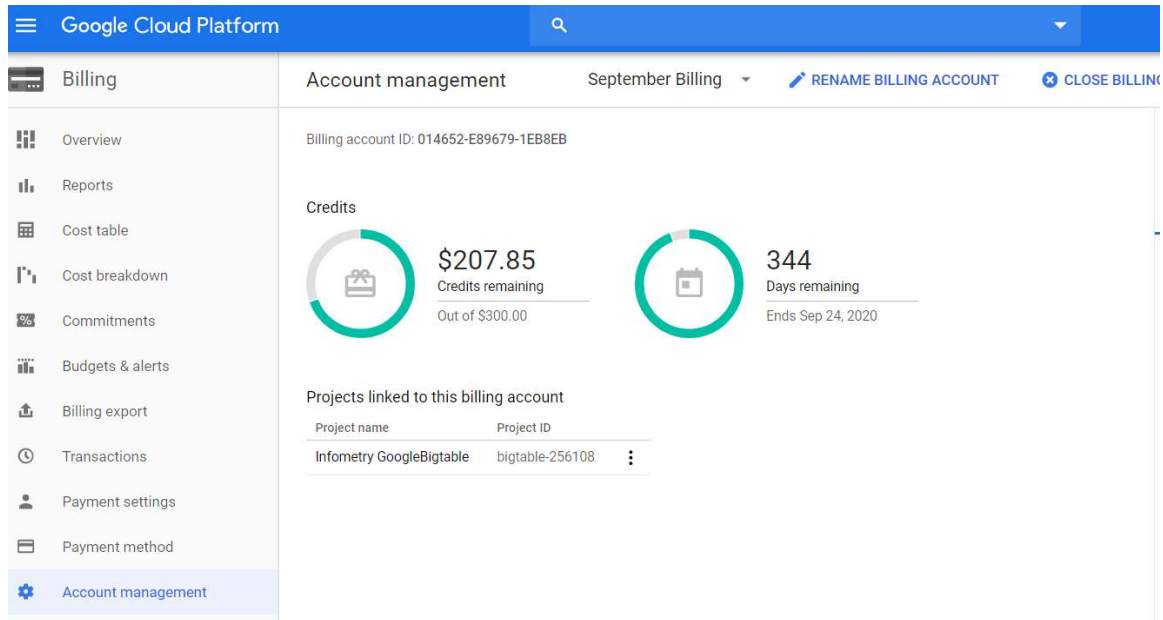 Google Cloud Platform
Billing
Account management September Billing RENAME BILLING ACCOUNT CLOSE BILLING
Overview
Reports
Cost table
Cost breakdown
% Commitments
Budgets & alerts
Billing export
Transactions
Payment settings
Payment method
Account management
Billing account ID: 014652-E89679-1EB8EB
Credits
$207.85
Credits remaining
Out of $300.00
344
Days remaining
Ends Sep 24, 2020
Projects linked to this billing account
Project name Project ID
Infometry GoogleBigtable bigtable-256108